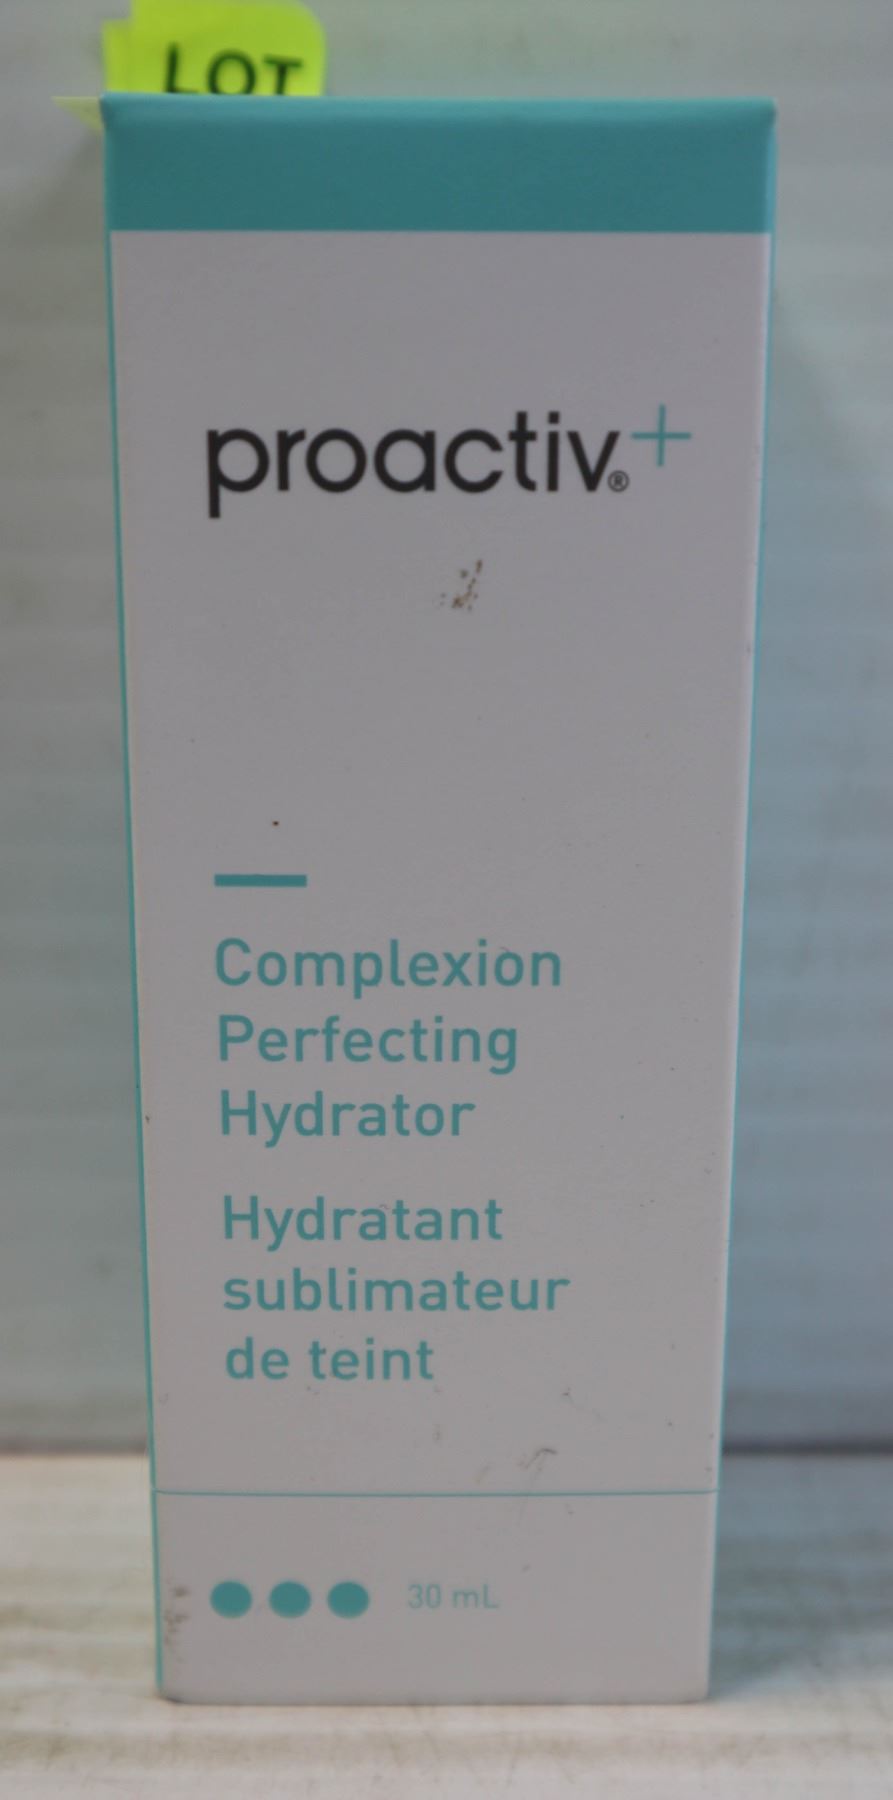 LOT
proactiv®+
Complexion
Perfecting
Hydrator
Hydratant
sublimateur
de teint
30 mL